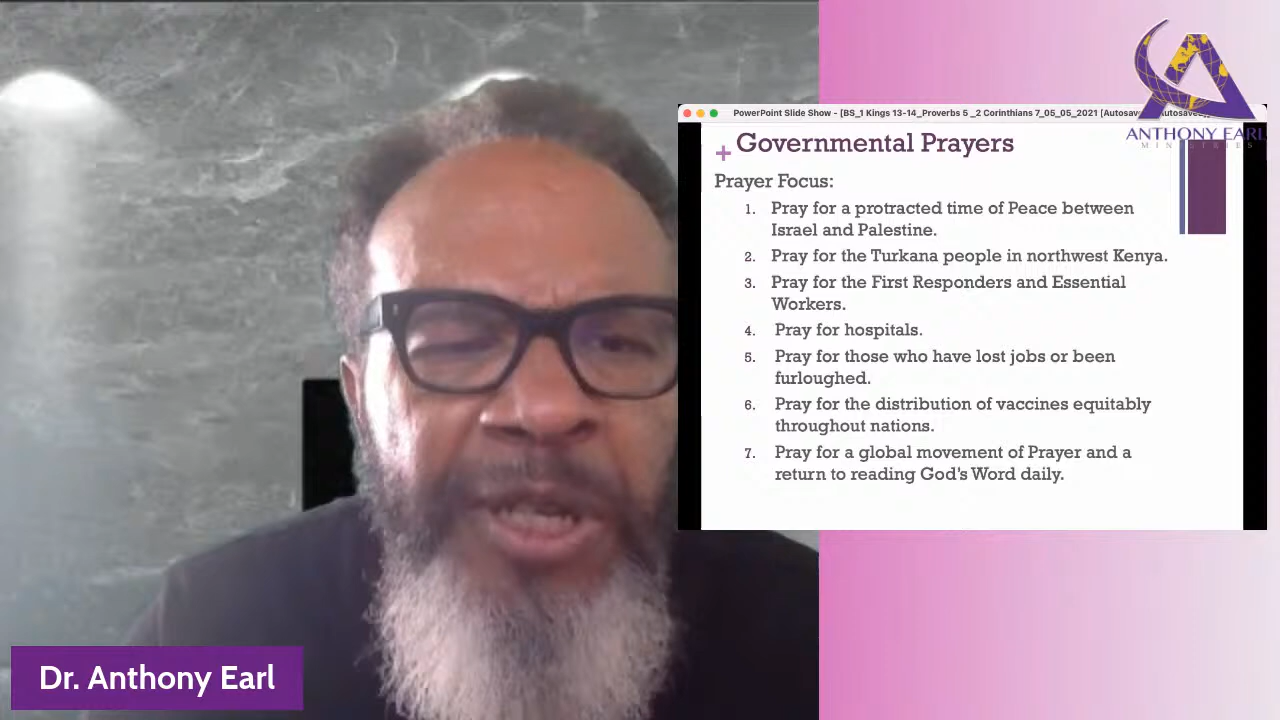 ANTHONY EARL
MINISTRIES
PowerPoint Slide Show - [BS_1 Kings 13-14_Proverbs 5 _2 Corinthians 7_05_05_2021 [Autosav
+ Governmental Prayers
Prayer Focus:
1. Pray for a protracted time of Peace between
Israel and Palestine.
2. Pray for the Turkana people in northwest Kenya.
3. Pray for the First Responders and Essential
Workers.
4. Pray for hospitals.
5. Pray for those who have lost jobs or been
furloughed.
6. Pray for the distribution of vaccines equitably
throughout nations.
7. Pray for a global movement of Prayer and a
return to reading God's Word daily.
Dr. Anthony Earl